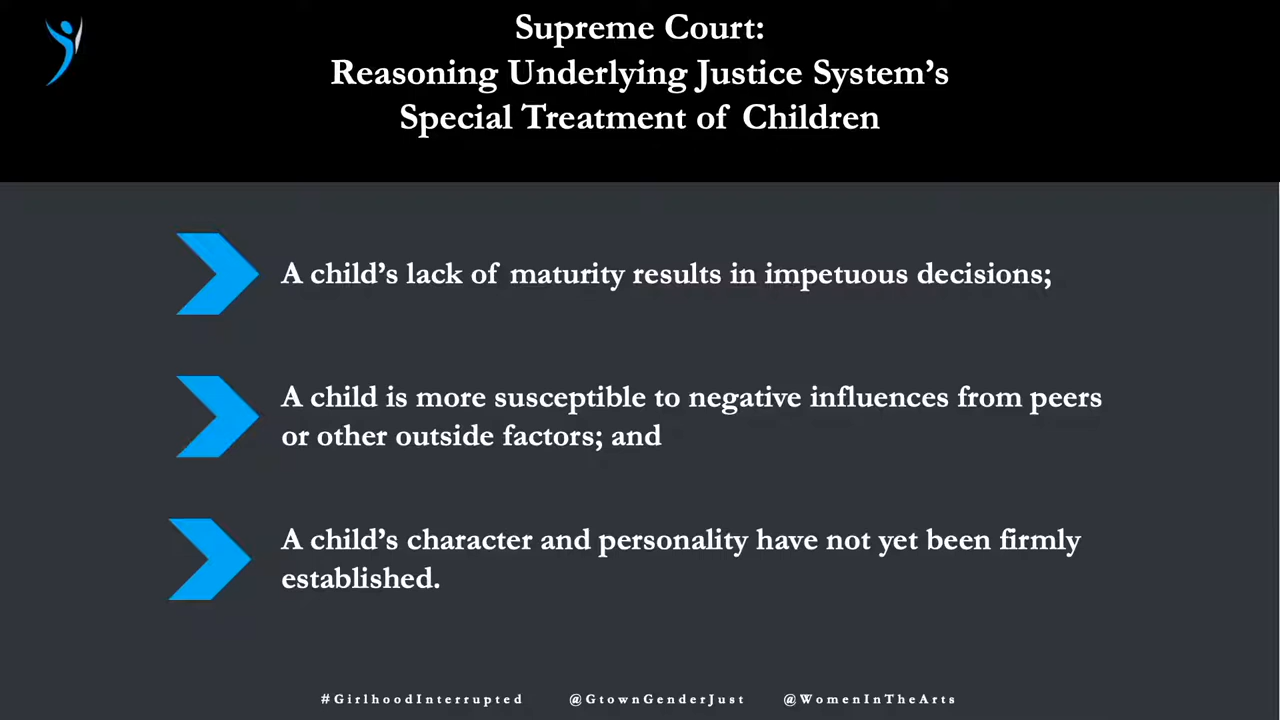 Supreme Court:
Reasoning Underlying Justice System’s
Special Treatment of Children
A child’s lack of maturity results in impetuous decisions;
A child is more susceptible to negative influences from peers
or other outside factors; and
A child’s character and personality have not yet been firmly
established.
#GirlhoodInterrupted @GtownGenderJust @WomenInTheArts